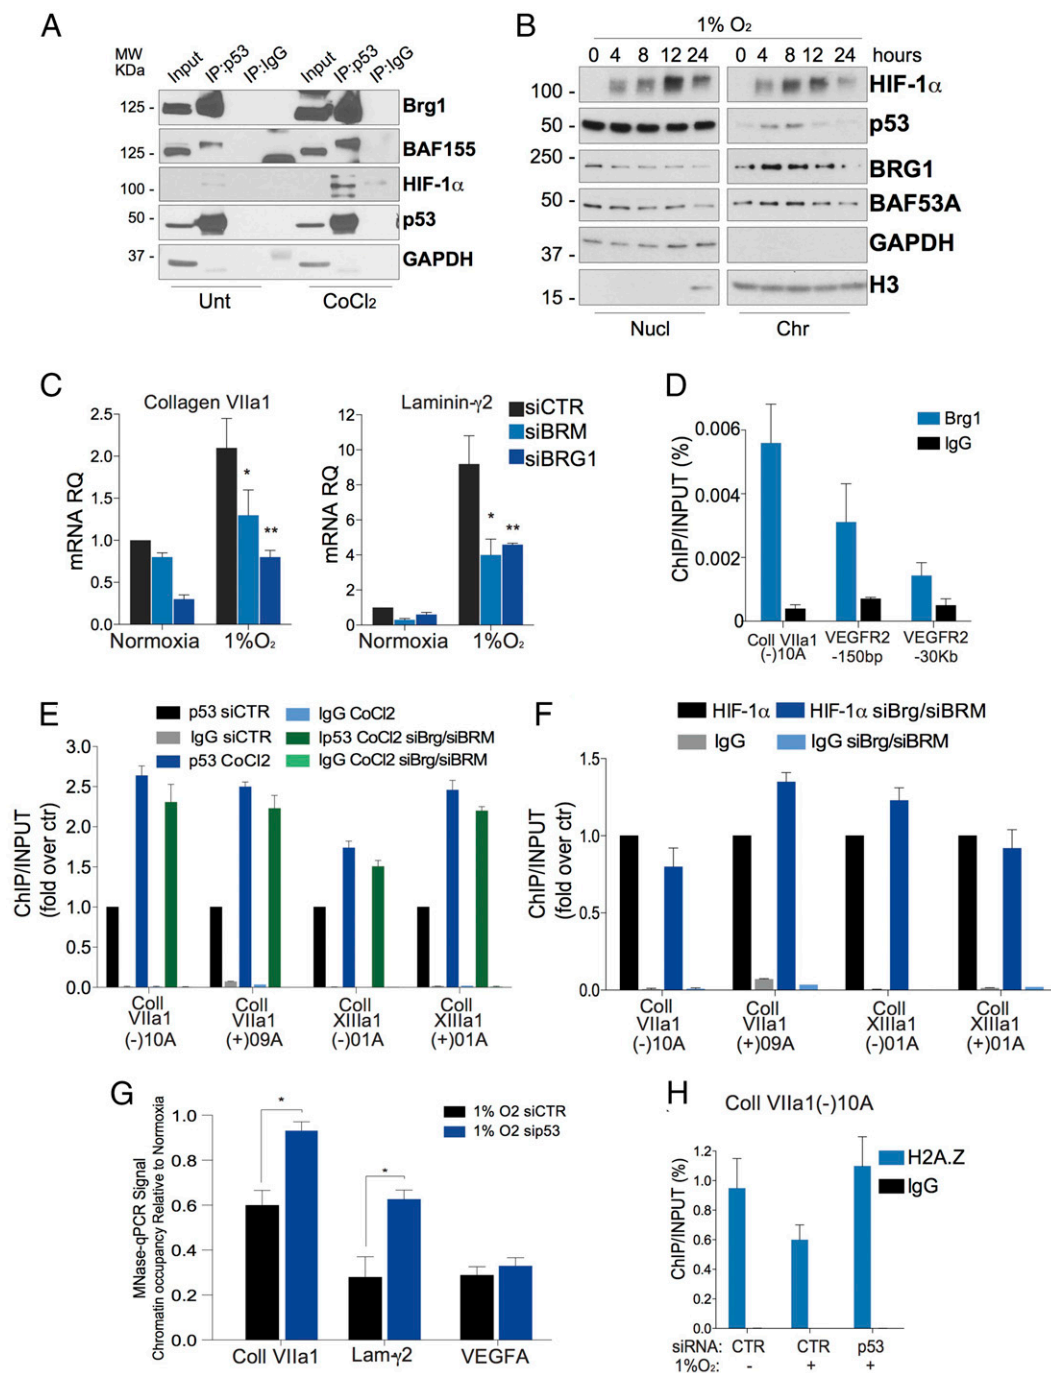 A
MW
KDa
Input
IP:p53
IP:IgG
Input
IP:p53
IP:IgG
125 -
Brg1
125 -
BAF155
100 -
HIF-1α
50 -
p53
37 -
GAPDH
Unt
CoCl2
B
1% O2
0 4 8 12 24
0 4 8 12 24
hours
100 -
HIF-1α
50 -
p53
250 -
BRG1
50 -
BAF53A
37 -
GAPDH
15 -
H3
Nucl
Chr
C
Collagen VIIa1
mRNA RQ
2.5
2.0
1.5
1.0
0.5
0.0
*
**
Normoxia
1%O2
Laminin-γ2
mRNA RQ
12
10
8
6
4
2
0
*
**
Normoxia
1%O2
siCTR
siBRM
siBRG1
D
Brg1
IgG
ChIP/INPUT (%)
0.006
0.004
0.002
0
Coll VIIa1
(-)10A
VEGFR2
-150bp
VEGFR2
-30Kb
E
p53 siCTR
IgG siCTR
p53 CoCl2
IgG CoCl2
Ip53 CoCl2 siBrg/siBRM
IgG CoCl2 siBrg/siBRM
ChIP/INPUT
(fold over ctr)
3.0
2.5
2.0
1.5
1.0
0.5
0.0
Coll
VIIa1
(-)10A
Coll
VIIa1
(+)09A
Coll
XIIIa1
(-)01A
Coll
XIIIa1
(+)01A
F
HIF-1α
IgG
HIF-1α siBrg/siBRM
IgG siBrg/siBRM
ChIP/INPUT
(fold over ctr)
1.5
1.0
0.5
0.0
Coll
VIIa1
(-)10A
Coll
VIIa1
(+)09A
Coll
XIIIa1
(-)01A
Coll
XIIIa1
(+)01A
G
MNase-qPCR Signal
Chromatin occupancy Relative to Normoxia
1.0
0.8
0.6
0.4
0.2
0.0
*
*
1% O2 siCTR
1% O2 sip53
Coll VIIa1
Lam-γ2
VEGFA
H
Coll VIIa1(-)10A
ChIP/INPUT (%)
1.2
1.0
0.8
0.6
0.4
0.2
0.0
H2A.Z
IgG
siRNA: CTR CTR p53
1%O2: - + +